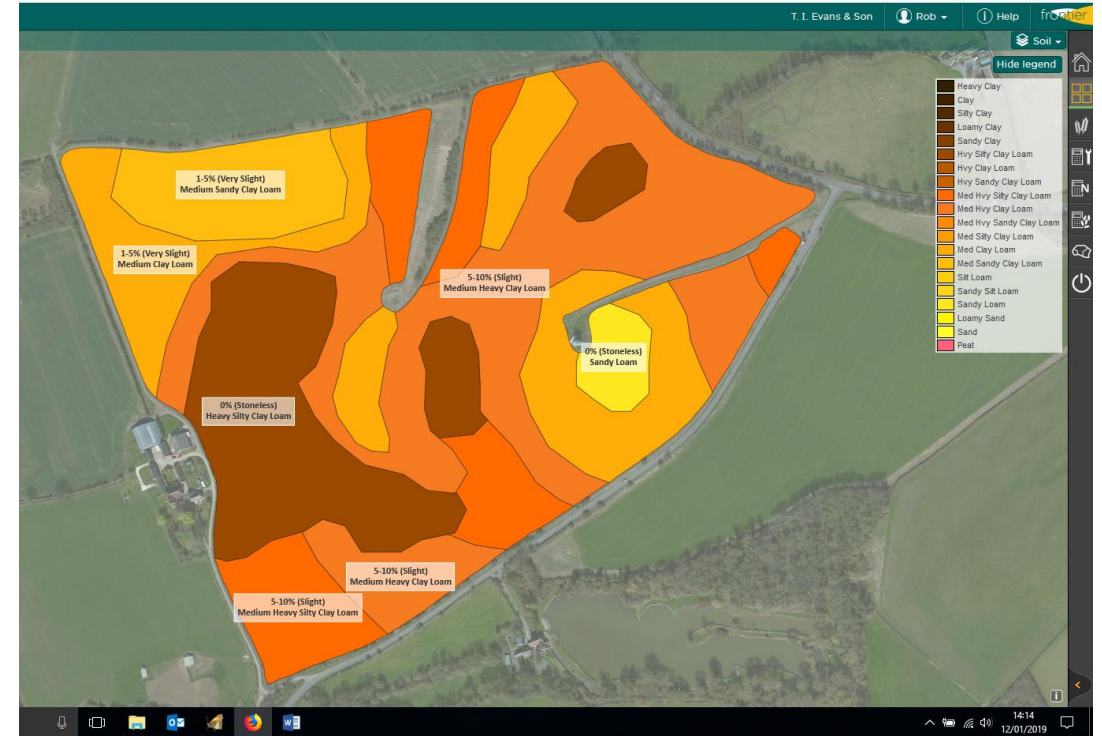 T. I. Evans & Son
Rob
Help
frontier
Soil
Hide legend
Heavy Clay
Clay
Silty Clay
Loamy Clay
Sandy Clay
Hvy Silty Clay Loam
Hvy Clay Loam
Hvy Sandy Clay Loam
Med Hvy Silty Clay Loam
Med Hvy Clay Loam
Med Hvy Sandy Clay Loam
Med Silty Clay Loam
Med Clay Loam
Med Sandy Clay Loam
Silt Loam
Sandy Silt Loam
Sandy Loam
Loamy Sand
Sand
Peat
N
1-5% (Very Slight)
Medium Sandy Clay Loam
1-5% (Very Slight)
Medium Clay Loam
5-10% (Slight)
Medium Heavy Clay Loam
0% (Stoneless)
Sandy Loam
0% (Stoneless)
Heavy Silty Clay Loam
5-10% (Slight)
Medium Heavy Clay Loam
5-10% (Slight)
Medium Heavy Silty Clay Loam
14:14
12/01/2019